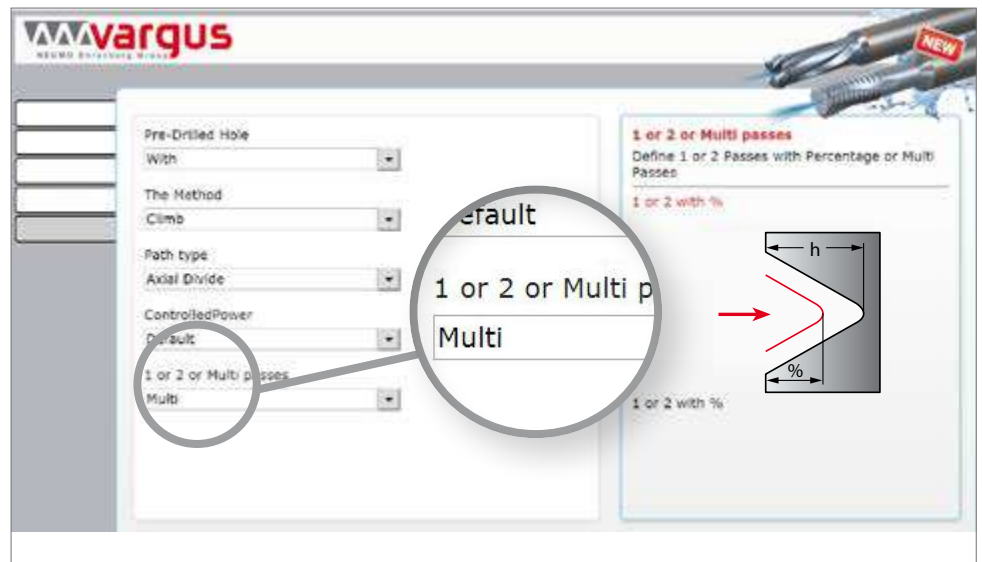 vargus
NEUMO Ehrenberg Group
NEW
Pre-Drilled Hole
With
The Method
Climb
Path type
Axial Divide
ControlledPower
Default
1 or 2 or Multi passes
Multi
efault
1 or 2 or Multi p
Multi
1 or 2 or Multi passes
Define 1 or 2 Passes with Percentage or Multi
Passes
1 or 2 with %
h
%
1 or 2 with %